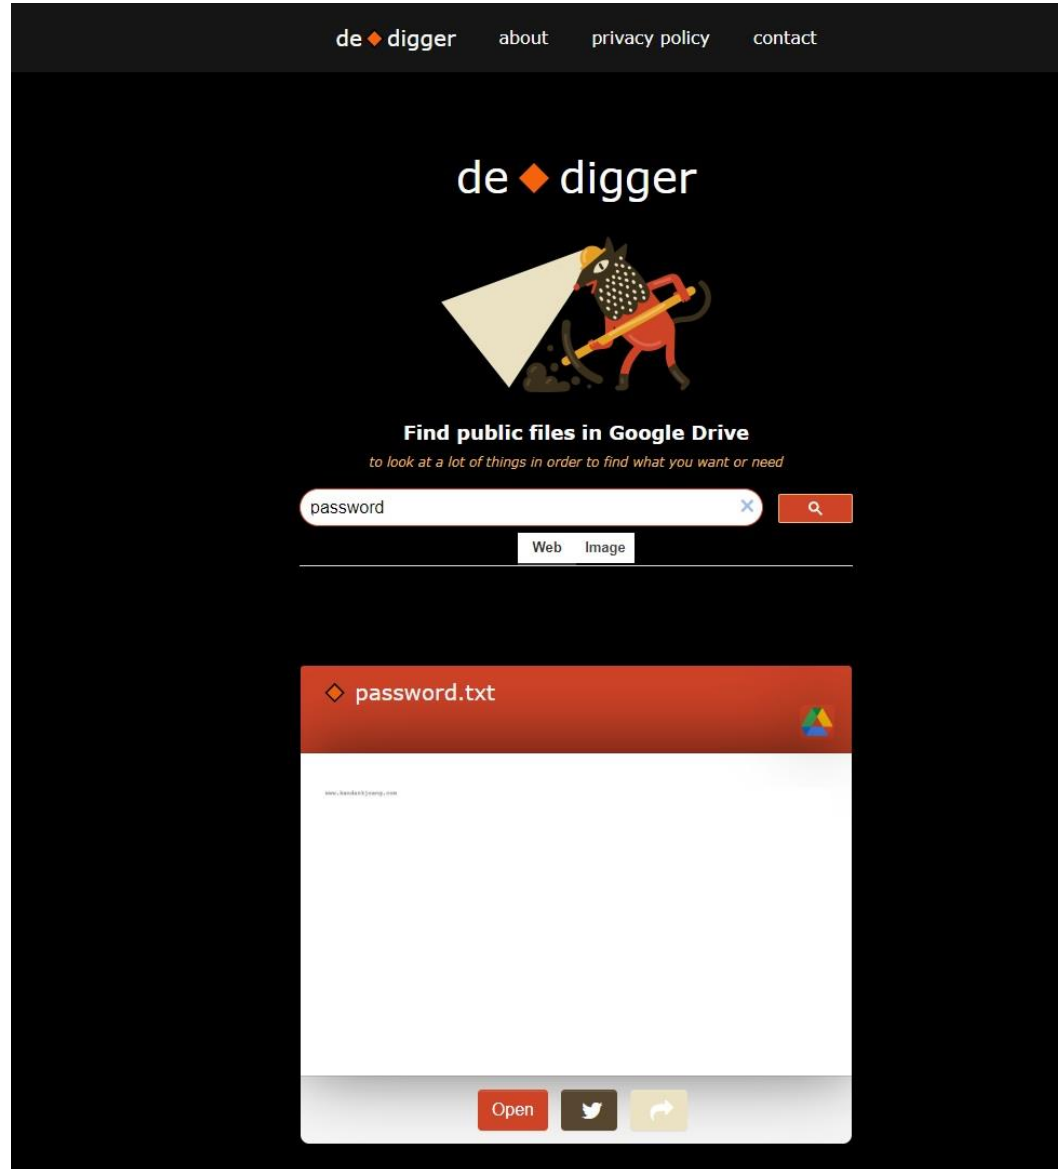 de◆digger about privacy policy contact
de◆digger
Find public files in Google Drive
to look at a lot of things in order to find what you want or need
password
Web Image
password.txt
Open